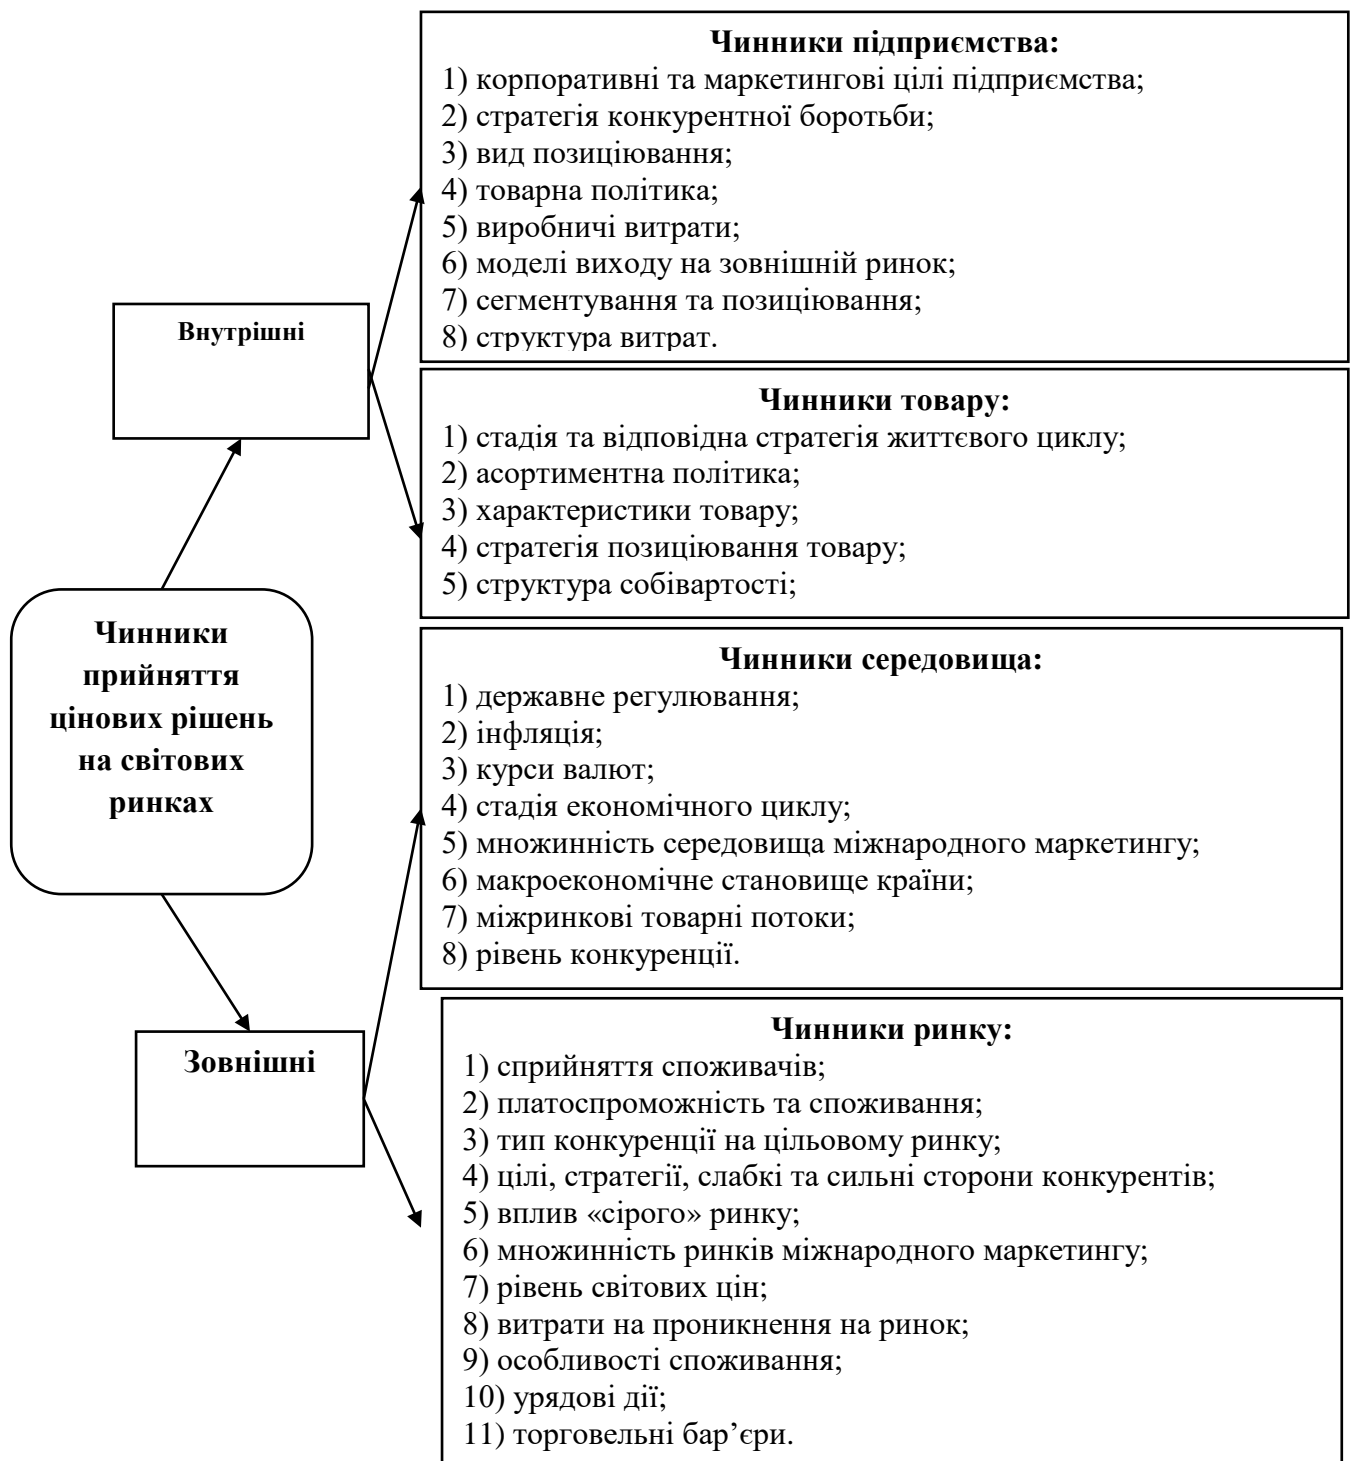 Чинники підприємства:
1) корпоративні та маркетингові цілі підприємства;
2) стратегія конкурентної боротьби;
3) вид позиціювання;
4) товарна політика;
5) виробничі витрати;
6) моделі виходу на зовнішній ринок;
7) сегментування та позиціювання;
8) структура витрат.
Внутрішні
Чинники товару:
1) стадія та відповідна стратегія життєвого циклу;
2) асортиментна політика;
3) характеристики товару;
4) стратегія позиціювання товару;
5) структура собівартості;
Чинники
прийняття
цінових рішень
на світових
ринках
Чинники середовища:
1) державне регулювання;
2) інфляція;
3) курси валют;
4) стадія економічного циклу;
5) множинність середовища міжнародного маркетингу;
6) макроекономічне становище країни;
7) міжринкові товарні потоки;
8) рівень конкуренції.
Зовнішні
Чинники ринку:
1) сприйняття споживачів;
2) платоспроможність та споживання;
3) тип конкуренції на цільовому ринку;
4) цілі, стратегії, слабкі та сильні сторони конкурентів;
5) вплив «сірого» ринку;
6) множинність ринків міжнародного маркетингу;
7) рівень світових цін;
8) витрати на проникнення на ринок;
9) особливості споживання;
10) урядові дії;
11) торговельні бар’єри.